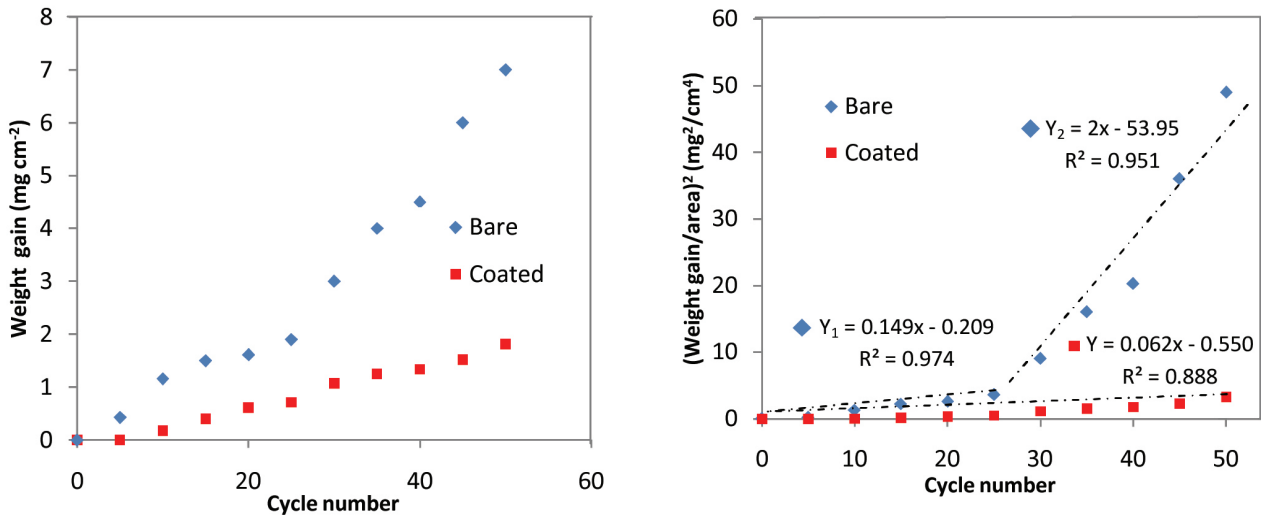 8
7
6
5
4
3
2
1
0
Weight gain (mg cm⁻²)
Bare
Coated
0
20
40
60
Cycle number
60
50
40
30
20
10
0
(Weight gain/area)² (mg²/cm⁴)
Bare
Coated
Y₂ = 2x - 53.95
R² = 0.951
Y₁ = 0.149x - 0.209
R² = 0.974
Y = 0.062x - 0.550
R² = 0.888
0
10
20
30
40
50
Cycle number